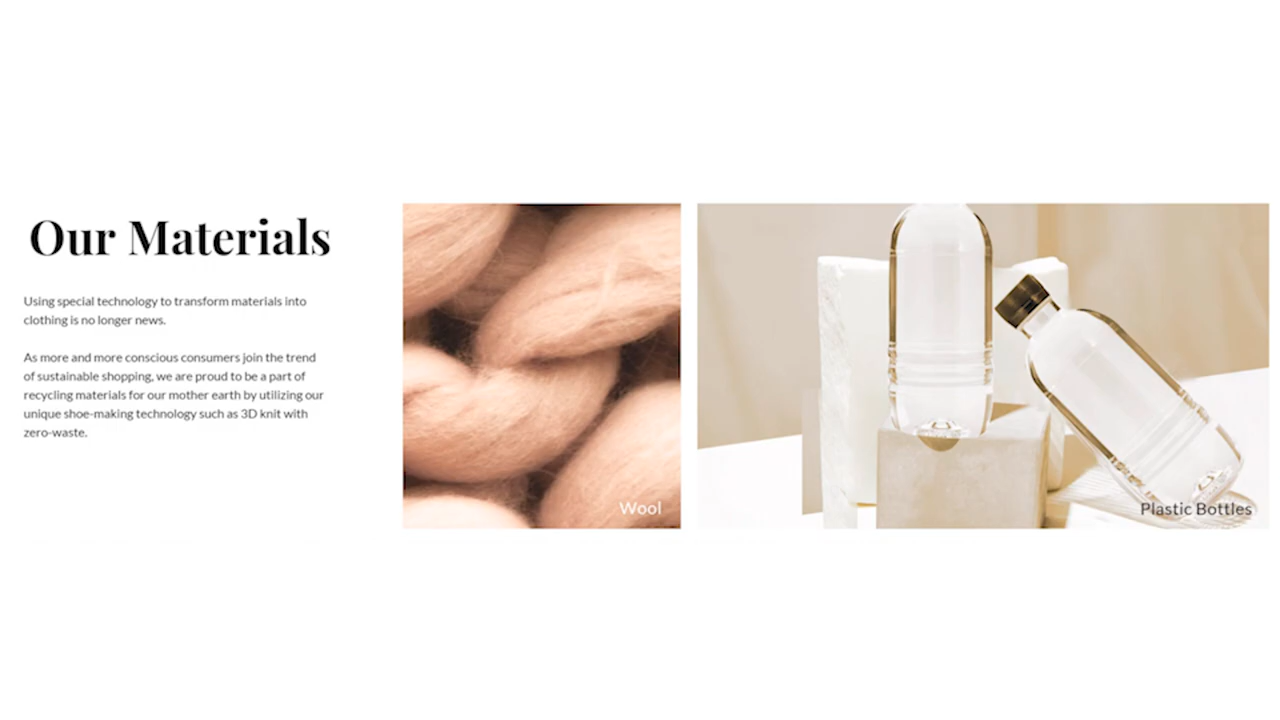 Our Materials
Using special technology to transform materials into
clothing is no longer news.
As more and more conscious consumers join the trend
of sustainable shopping, we are proud to be a part of
recycling materials for our mother earth by utilizing our
unique shoe-making technology such as 3D knit with
zero-waste.
Wool
Plastic Bottles